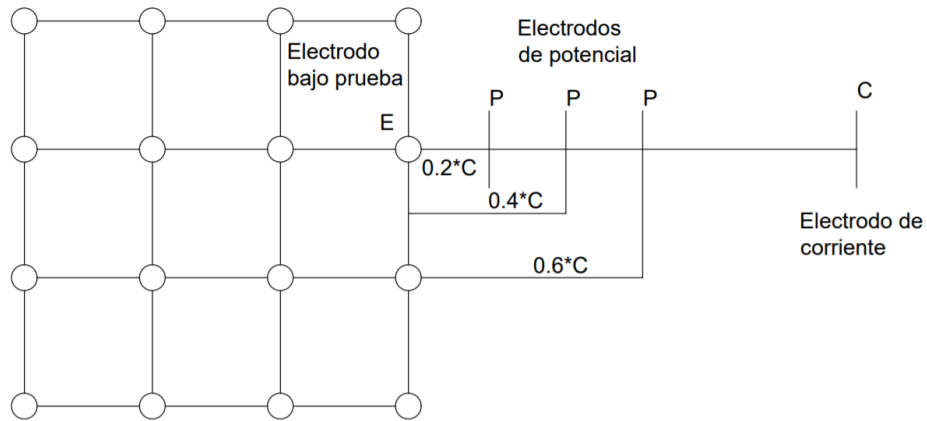 Electrodo
bajo prueba
Electrodos
de potencial
E
P
P
P
C
0.2*C
0.4*C
0.6*C
Electrodo de
corriente